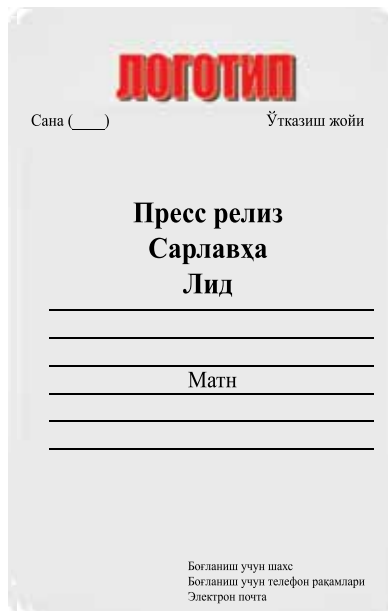 ЛОГОТИП
Сана (____) Ўтказиш жойи
Пресс релиз
Сарлавҳа
Лид
Матн
Боғланиш учун шахс
Боғланиш учун телефон рақамлари
Электрон почта